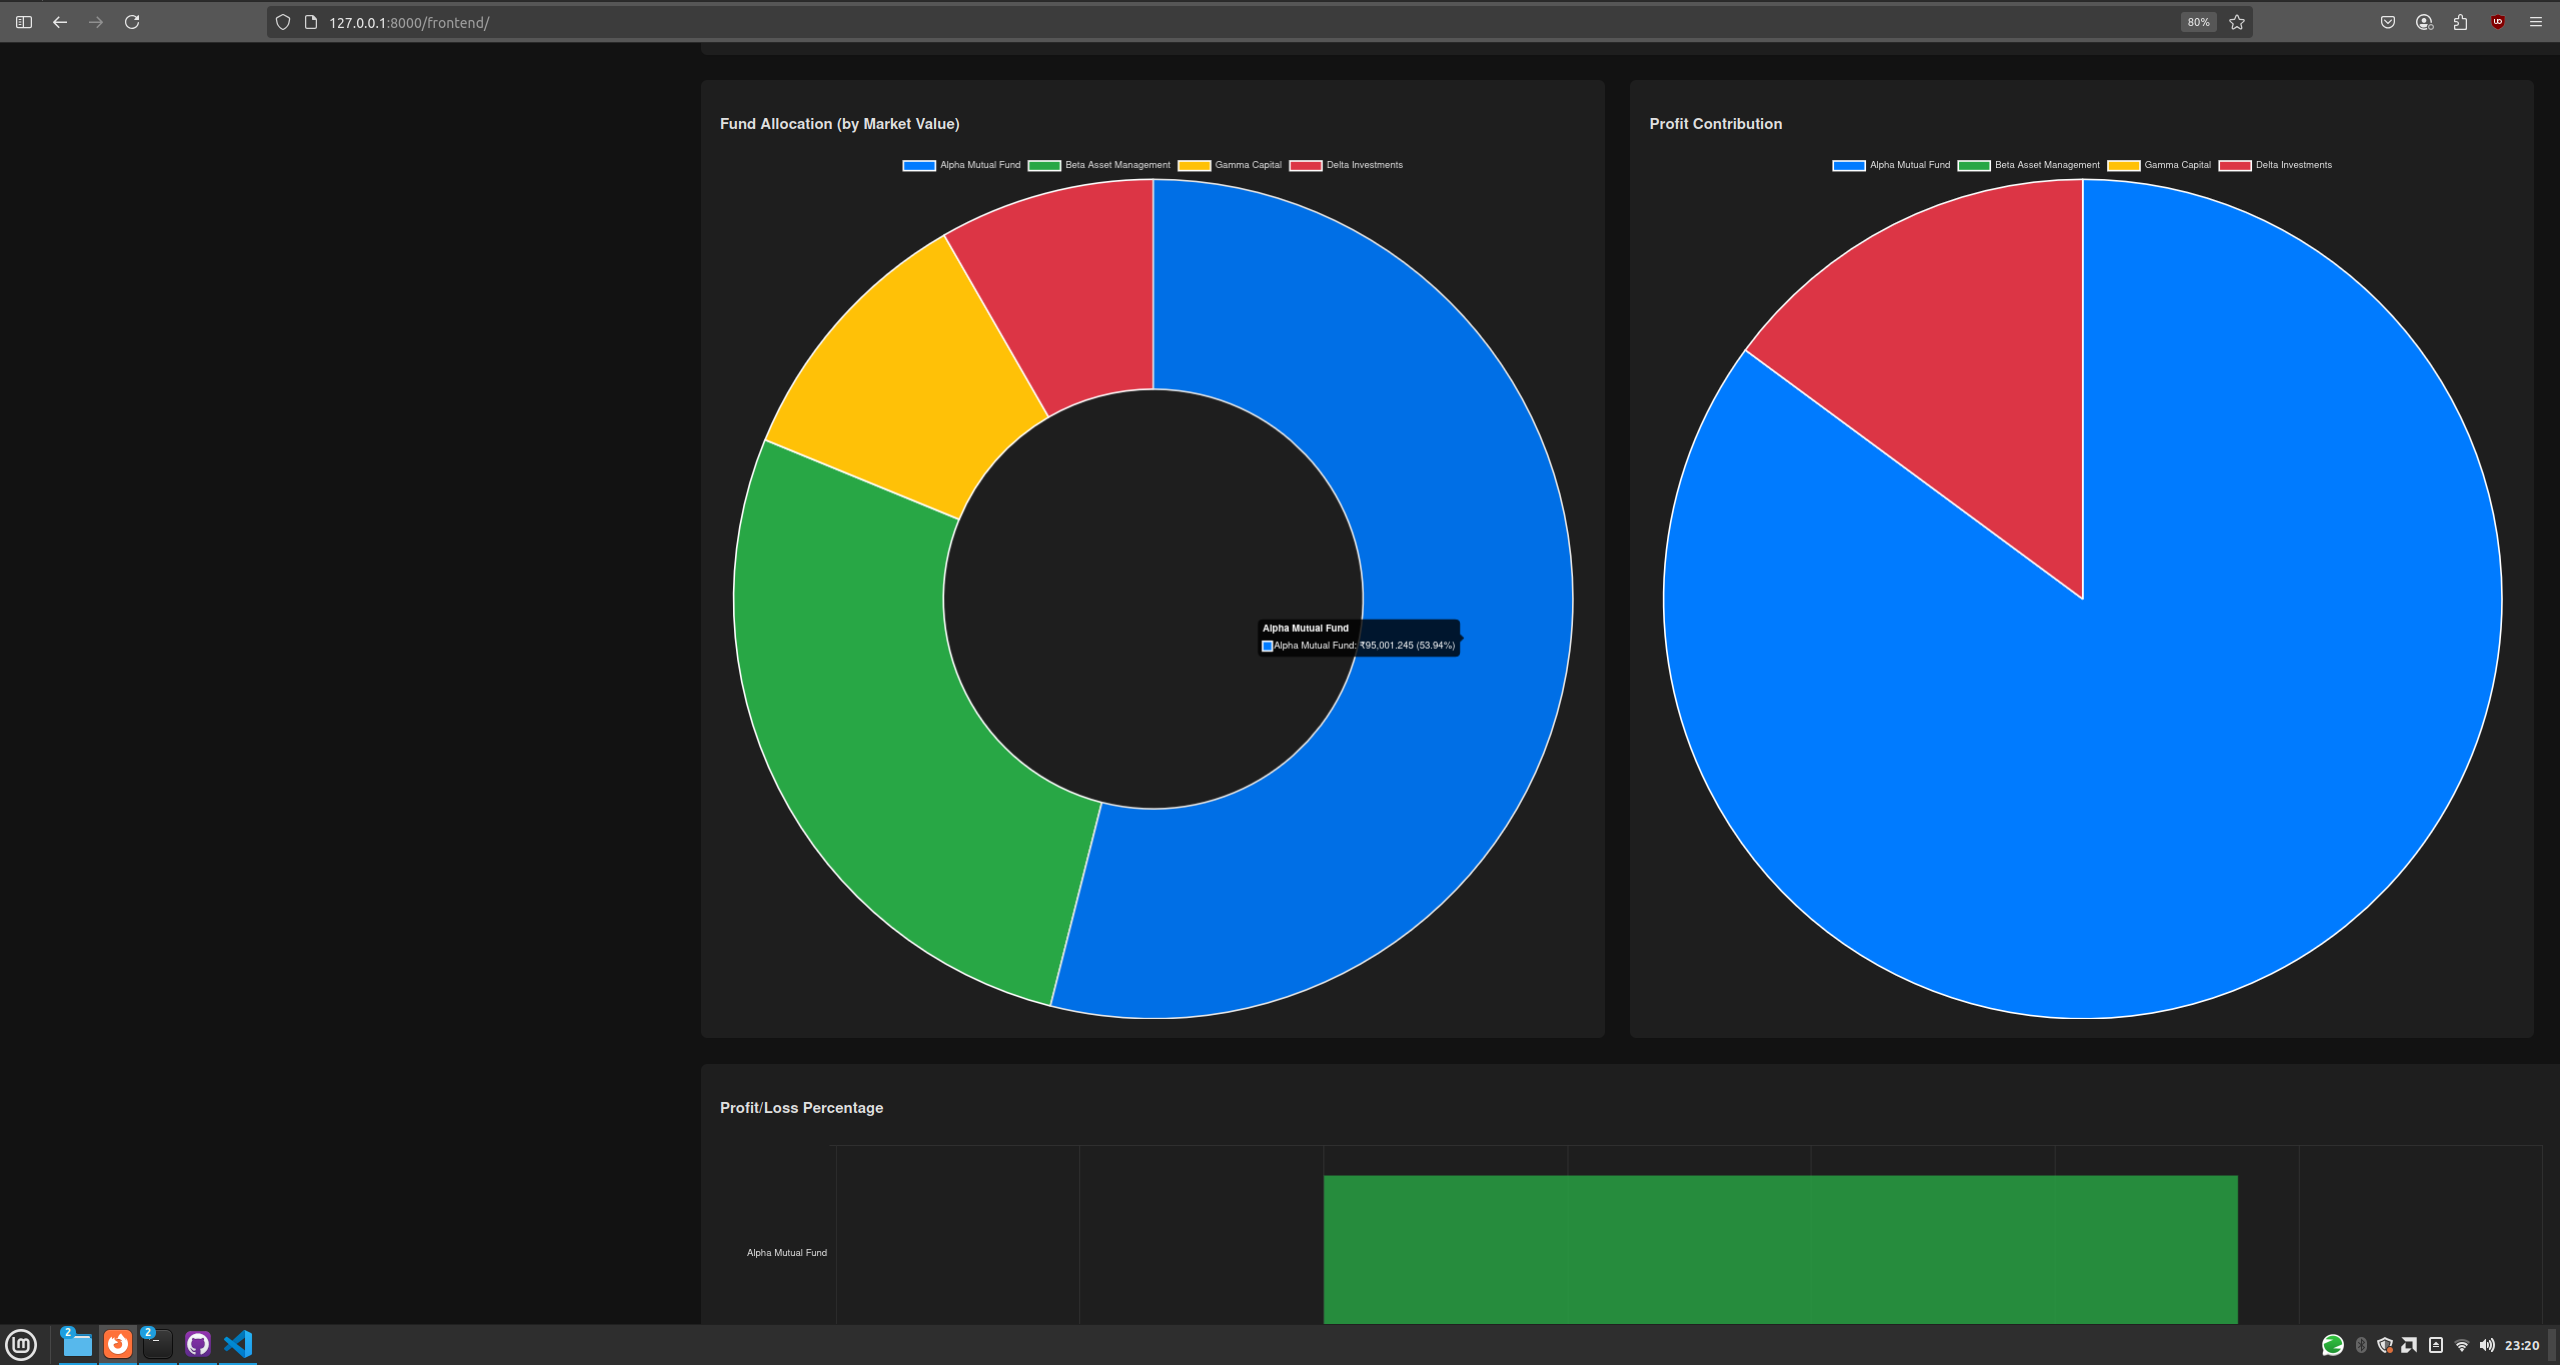 127.0.0.1:8000/frontend/
80%
Fund Allocation (by Market Value)
Alpha Mutual Fund Beta Asset Management Gamma Capital Delta Investments
Alpha Mutual Fund
Alpha Mutual Fund: ₹95,001.245 (53.94%)
Profit Contribution
Alpha Mutual Fund Beta Asset Management Gamma Capital Delta Investments
Profit/Loss Percentage
Alpha Mutual Fund
2
2
23:20